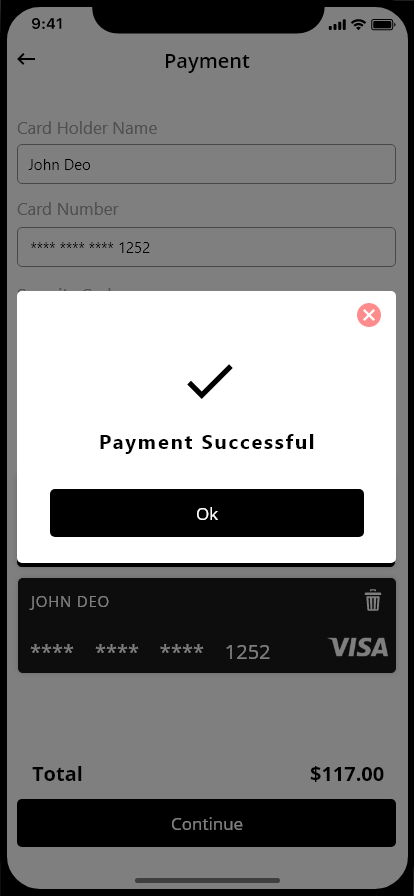 9:41
Payment
Card Holder Name
John Deo
Card Number
**** **** **** 1252
Payment Successful
Ok
JOHN DEO
**** **** **** 1252
VISA
Total $117.00
Continue